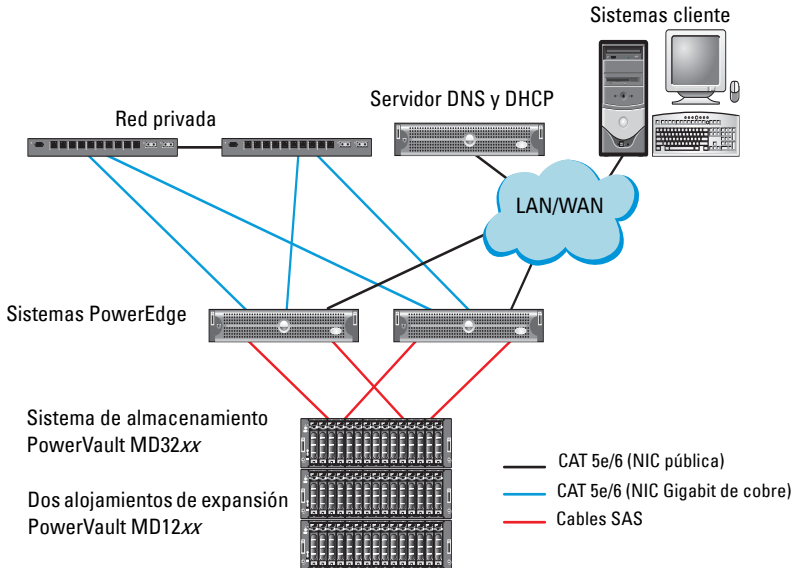 Sistemas cliente
Servidor DNS y DHCP
Red privada
LAN/WAN
Sistemas PowerEdge
Sistema de almacenamiento
PowerVault MD32xx
Dos alojamientos de expansión
PowerVault MD12xx
CAT 5e/6 (NIC pública)
CAT 5e/6 (NIC Gigabit de cobre)
Cables SAS